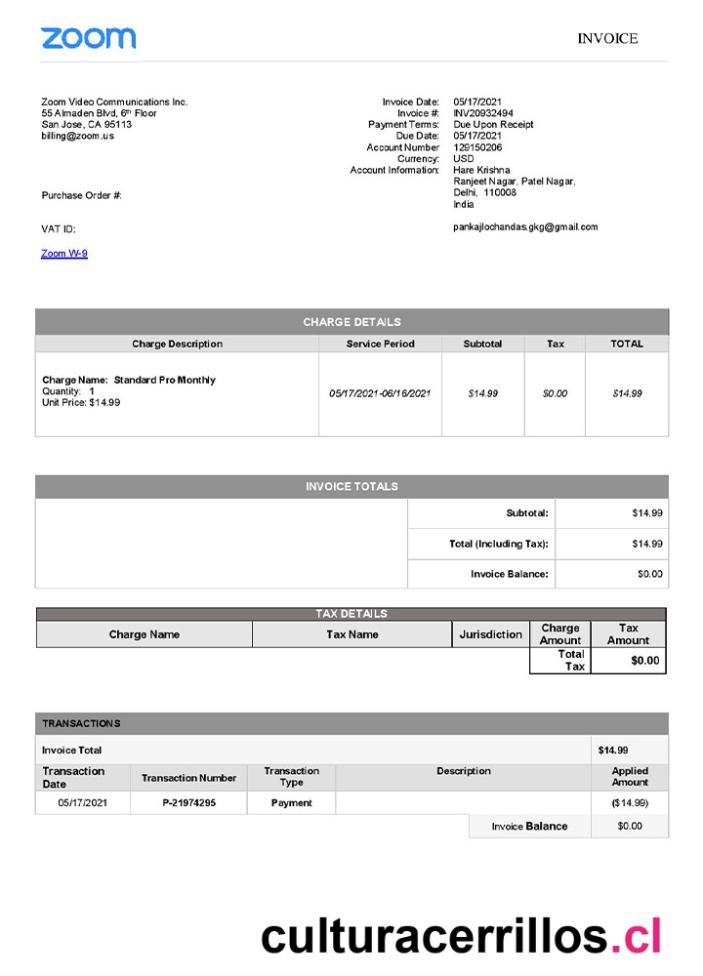 zoom
INVOICE
Zoom Video Communications Inc.
55 Almaden Blvd, 6th Floor
San Jose, CA 95113
billing@zoom.us
Purchase Order #:
VAT ID:
Zoom W-9
Invoice Date: 05/17/2021
Invoice #: INV20932494
Payment Terms: Due Upon Receipt
Due Date: 05/17/2021
Account Number 129150206
Currency: USD
Account Information: Hare Krishna
Ranjeet Nagar, Patel Nagar,
Delhi, 110008
India
pankajlochandas.gkg@gmail.com
CHARGE DETAILS
Charge Description Service Period Subtotal Tax TOTAL
Charge Name: Standard Pro Monthly
Quantity: 1
Unit Price: $14.99
05/17/2021-06/16/2021 $14.99 $0.00 $14.99
INVOICE TOTALS
Subtotal: $14.99
Total (Including Tax): $14.99
Invoice Balance: $0.00
TAX DETAILS
Charge Name Tax Name Jurisdiction Charge Amount Tax Amount
Total Tax $0.00
TRANSACTIONS
Invoice Total $14.99
Transaction Date Transaction Number Transaction Type Description Applied Amount
05/17/2021 P-21974295 Payment ($14.99)
Invoice Balance $0.00
culturacerrillos.cl